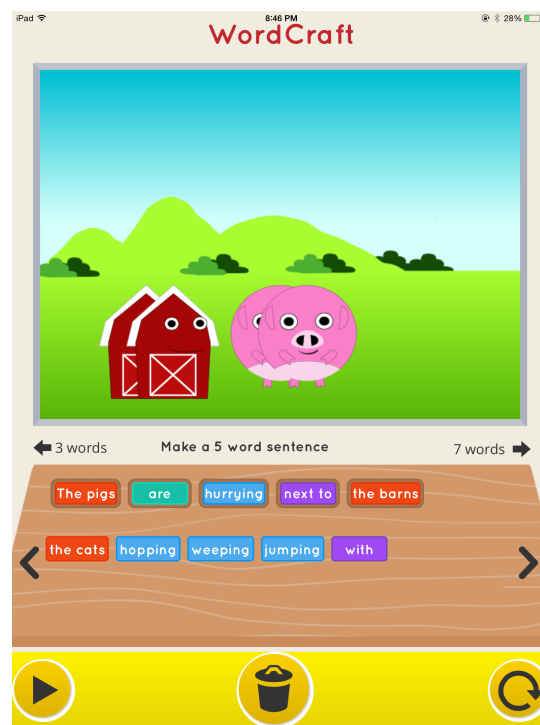 iPad 8:46 PM 28%
WordCraft
3 words Make a 5 word sentence 7 words
The pigs are hurrying next to the barns
the cats hopping weeping jumping with